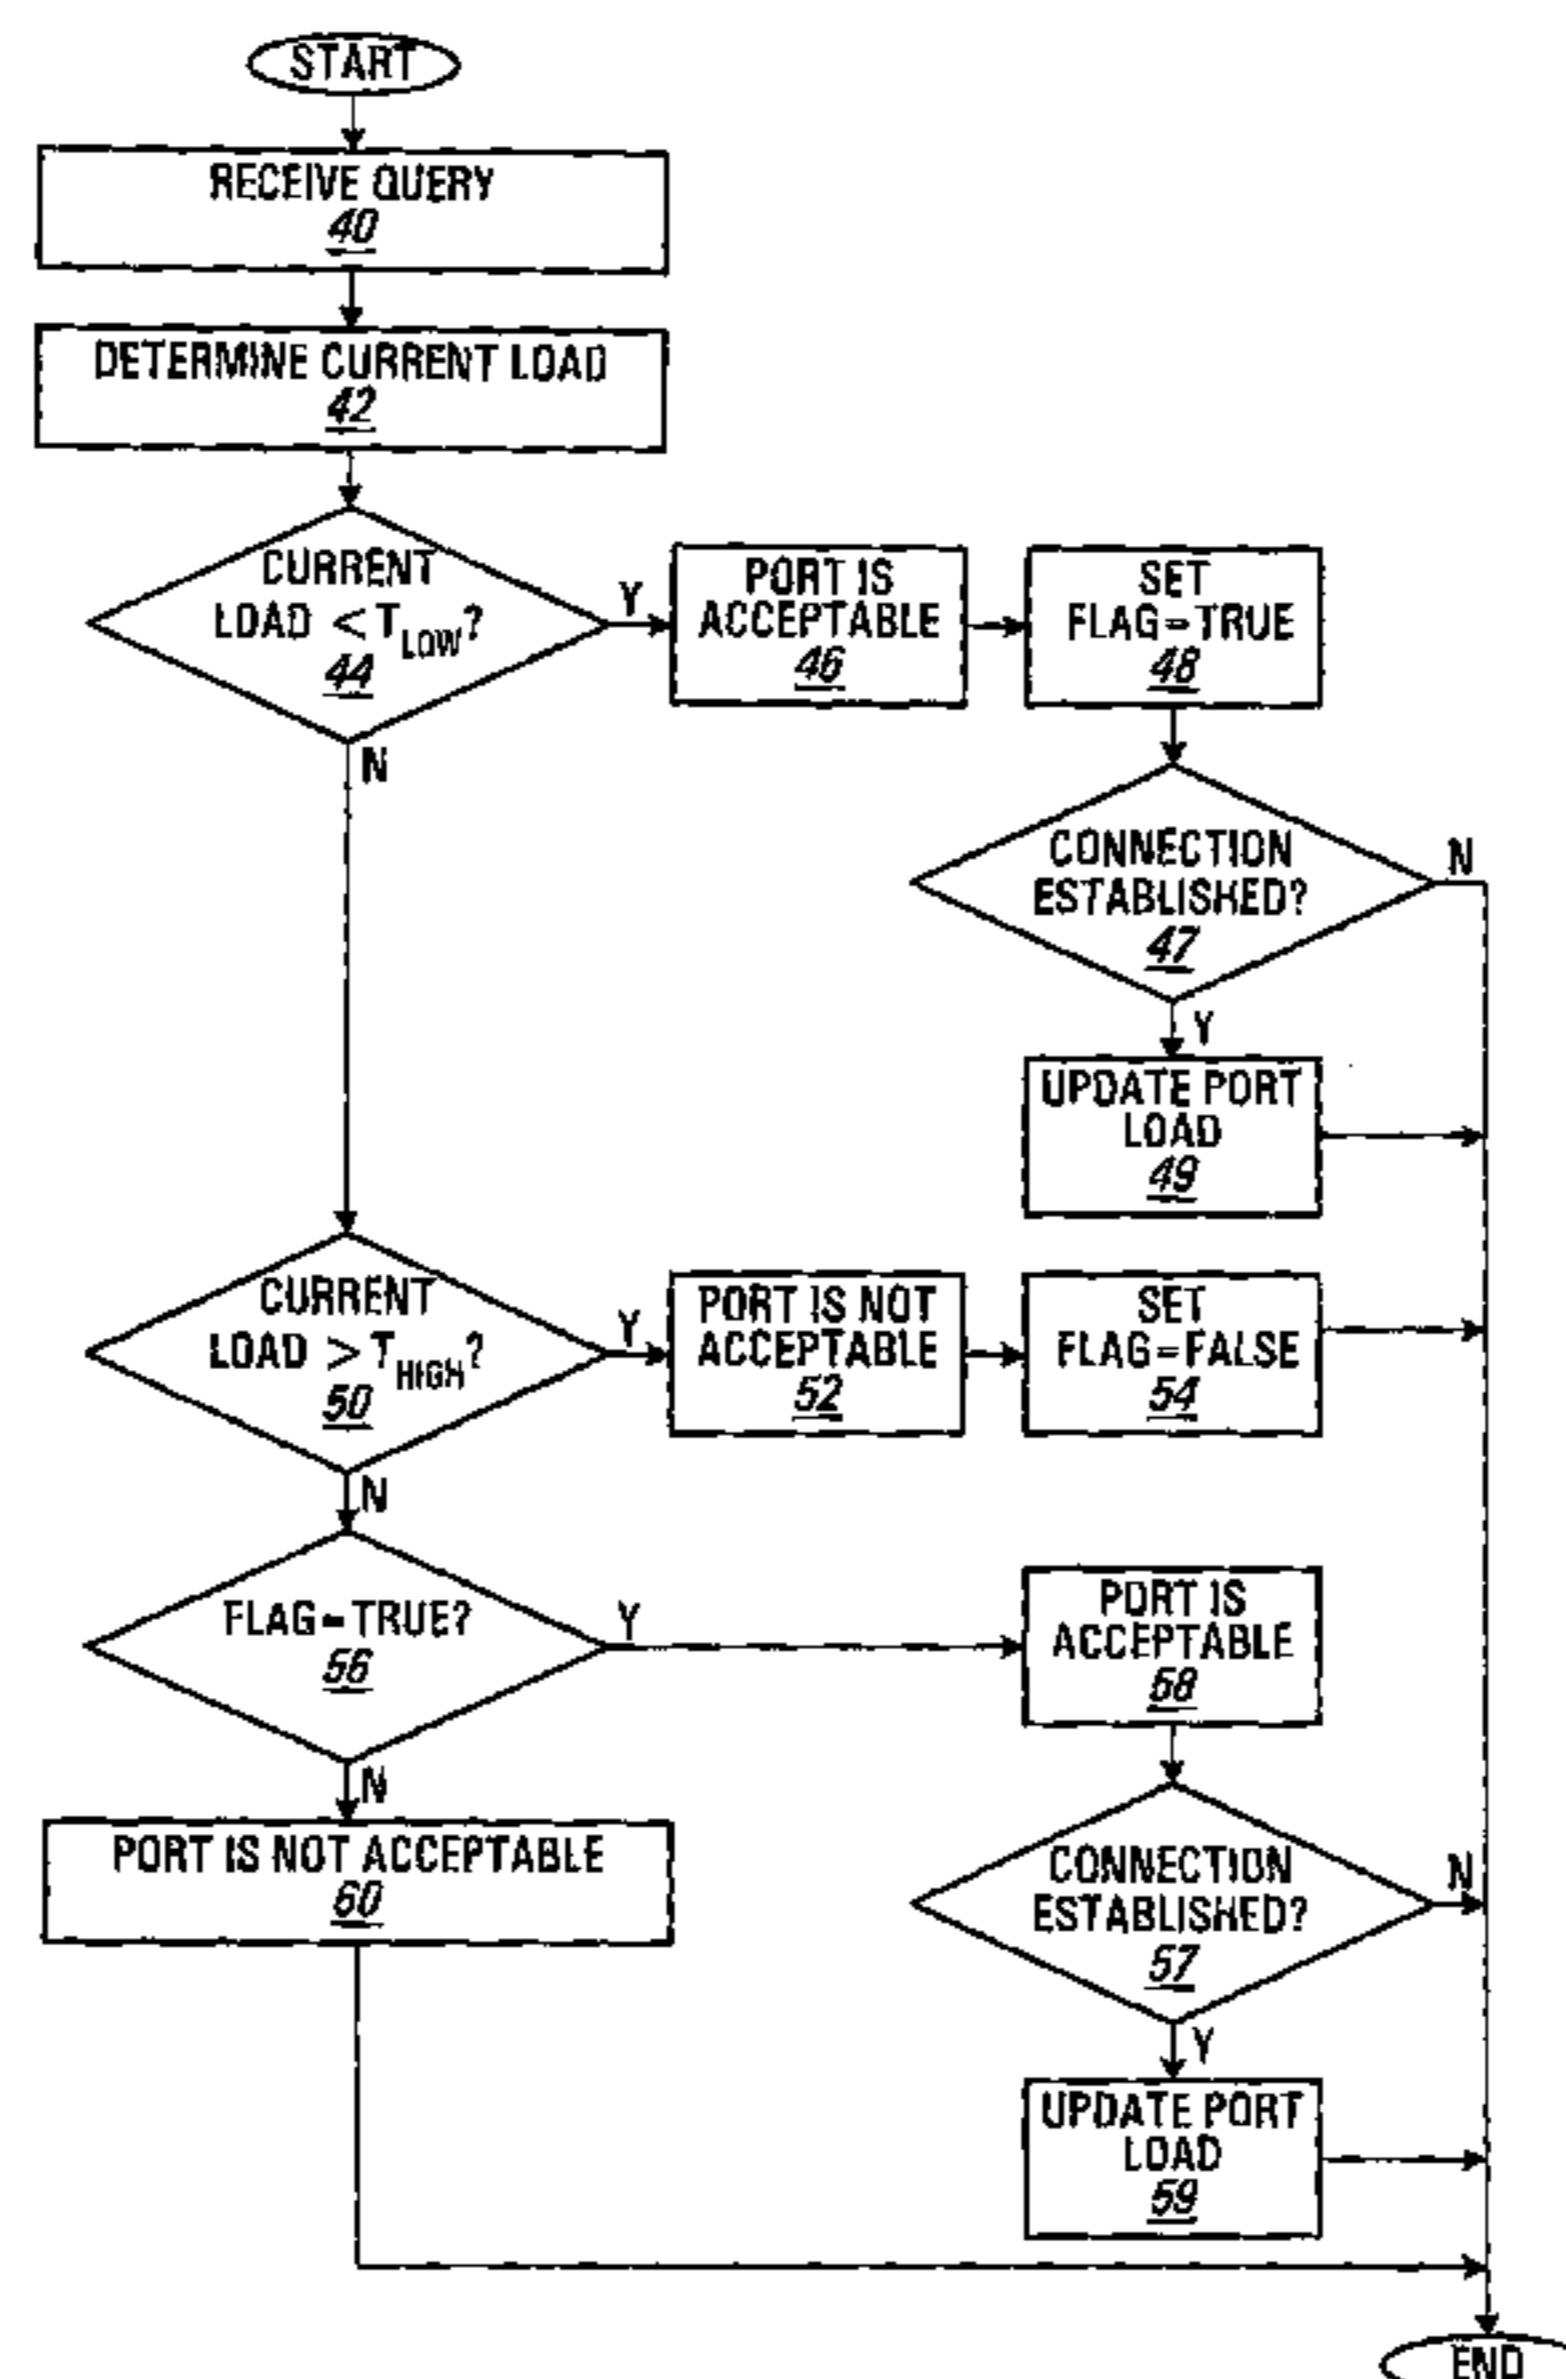 START
RECEIVE QUERY
40
DETERMINE CURRENT LOAD
42
CURRENT
LOAD < T_LOW?
44
Y
PORT IS
ACCEPTABLE
46
SET
FLAG=TRUE
48
N
CONNECTION
ESTABLISHED?
47
N
Y
UPDATE PORT
LOAD
49
CURRENT
LOAD > T_HIGH?
50
Y
PORT IS NOT
ACCEPTABLE
52
SET
FLAG=FALSE
54
N
FLAG=TRUE?
56
Y
PORT IS
ACCEPTABLE
58
N
PORT IS NOT ACCEPTABLE
60
CONNECTION
ESTABLISHED?
57
N
Y
UPDATE PORT
LOAD
59
END